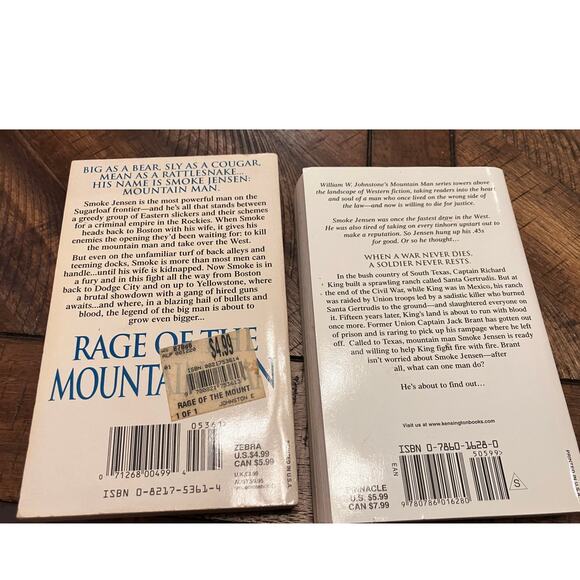 BIG AS A BEAR, SLY AS A COUGAR,
MEAN AS A RATTLESNAKE...
HIS NAME IS SMOKE JENSEN:
MOUNTAIN MAN.
Smoke Jensen is the most powerful man on the
Sugarloaf frontier—and he's all that stands between
a greedy group of Eastern slickers and their schemes
for a criminal empire in the Rockies. When Smoke
heads back to Boston with his wife, it gives his
enemies the opening they'd been waiting for: to kill
the mountain man and take over the West.
But even on the unfamiliar turf of back alleys and
teeming docks, Smoke is more than most men can
handle...until his wife is kidnapped. Now Smoke is in
a fury and in this fight all the way from Boston
back to Dodge City and on up to Yellowstone, where
a brutal showdown with a gang of hired guns
and where, in a blazing hail of bullets and
blood, the legend of the big man is about to
grow even bigger...
RAGE OF THE
MOUNTAIN MAN
$4.99
01
ISBN 0821753614
RAGE OF THE MOUNT
1 OF 1 JOHNSTON E
05361
71268 00499 4
ZEBRA
U.S. $4.99
CAN $5.99
PRINTED IN U.S.A.
ISBN 0-8217-5361-4
William W. Johnstone's Mountain Man series towers above
the landscape of Western fiction, taking readers into the heart
and soul of a man who once lived on the wrong side of
the law—and now is willing to die for justice.
Smoke Jensen was once the fastest draw in the West.
He was also tired of taking on every tinhorn upstart out to
make a reputation. So Jensen hung up his .45s
for good. Or so he thought...
WHEN A WAR NEVER DIES,
A SOLDIER NEVER RESTS.
In the bush country of South Texas, Captain Richard
King built a sprawling ranch called Santa Gertrudis. But at
the end of the Civil War, while King was in Mexico, his ranch
was raided by Union troops led by a sadistic killer who burned
Santa Gertrudis to the ground—and slaughtered everyone on
it. Fifteen years later, King's land is about to run with blood
once more. Former Union Captain Jack Brant has gotten out
of prison and is raring to pick up his rampage where he left
off. Called to Texas, mountain man Smoke Jensen is ready
and willing to help King fight fire with fire. Brant
isn't worried about Smoke Jensen—after
all, what can one man do?
He's about to find out...
Visit us at www.kensingtonbooks.com
ISBN 0-7860-1628-0
50599
EAN
S
PINNACLE
U.S. $5.99
CAN $7.99
9 780786 016280
PRINTED IN U.S.A.